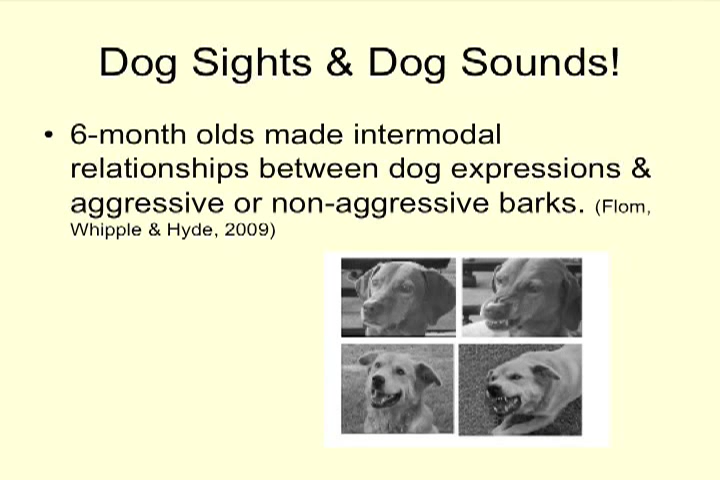 Dog Sights & Dog Sounds!
• 6-month olds made intermodal
relationships between dog expressions &
aggressive or non-aggressive barks. (Flom,
Whipple & Hyde, 2009)